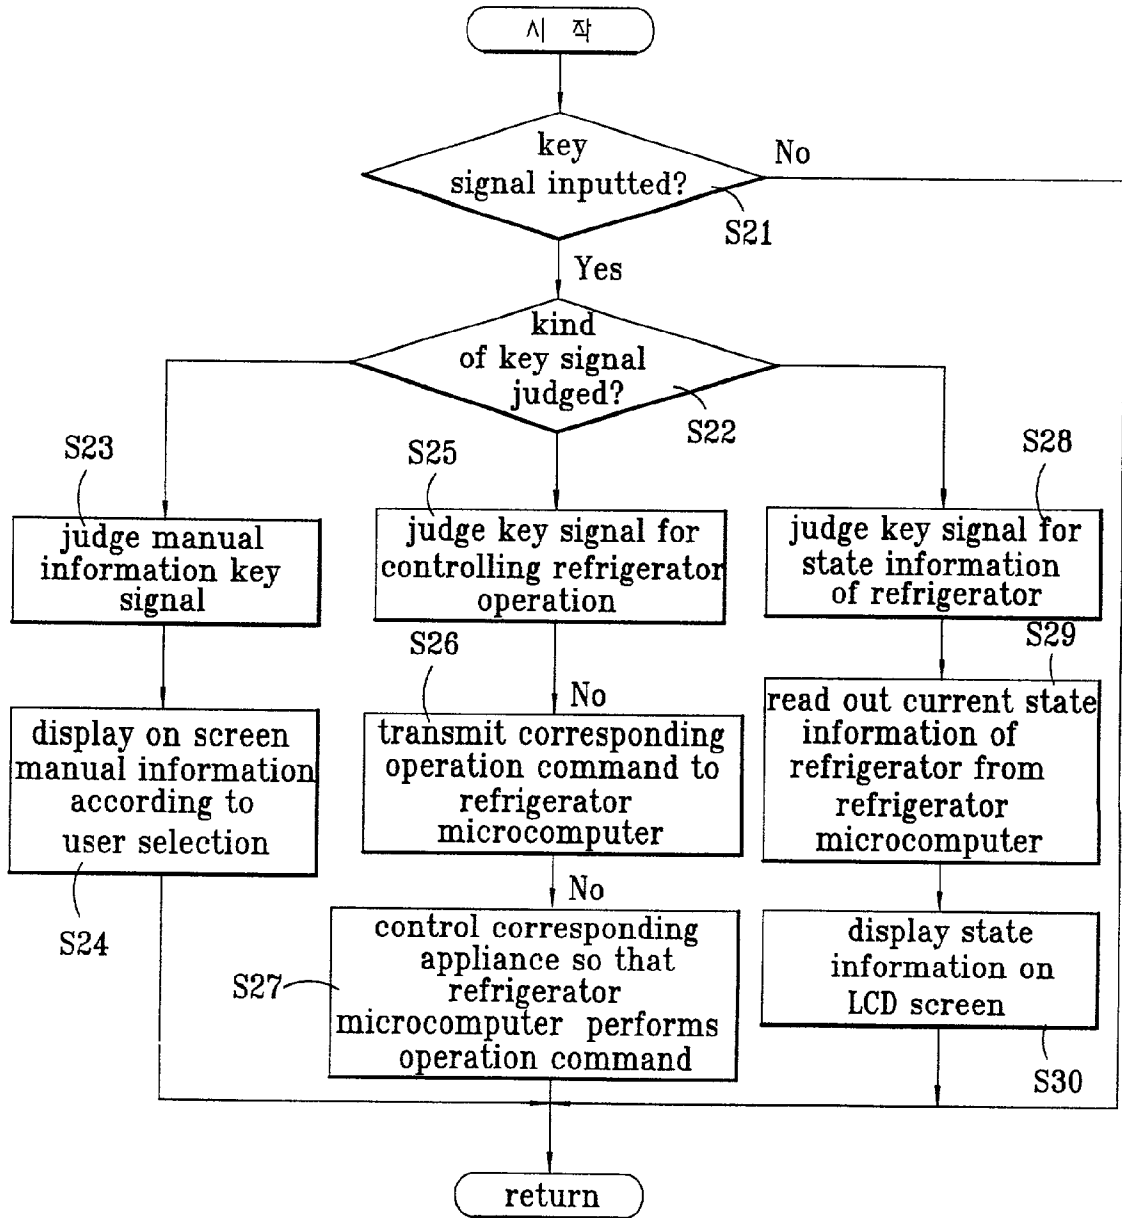 시 작
key
signal inputted?
No
S21
Yes
kind
of key signal
judged?
S22
S23
judge manual
information key
signal
display on screen
manual information
according to
user selection
S24
S25
judge key signal for
controlling refrigerator
operation
S26
No
transmit corresponding
operation command to
refrigerator
microcomputer
No
S27
control corresponding
appliance so that
refrigerator
microcomputer performs
operation command
S28
judge key signal for
state information
of refrigerator
S29
read out current state
information of
refrigerator from
refrigerator
microcomputer
display state
information on
LCD screen
S30
return